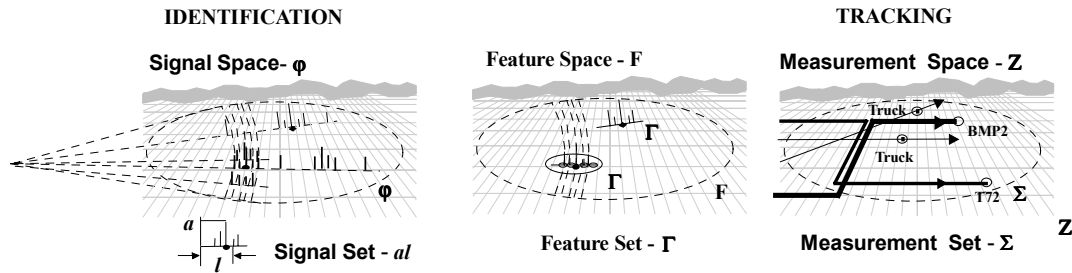 IDENTIFICATION
TRACKING
Signal Space- φ
Feature Space - F
Measurement Space - Z
φ
a
l
Signal Set - al
Γ
Γ
F
Feature Set - Γ
Truck
BMP2
Truck
T72
Σ
Z
Measurement Set - Σ